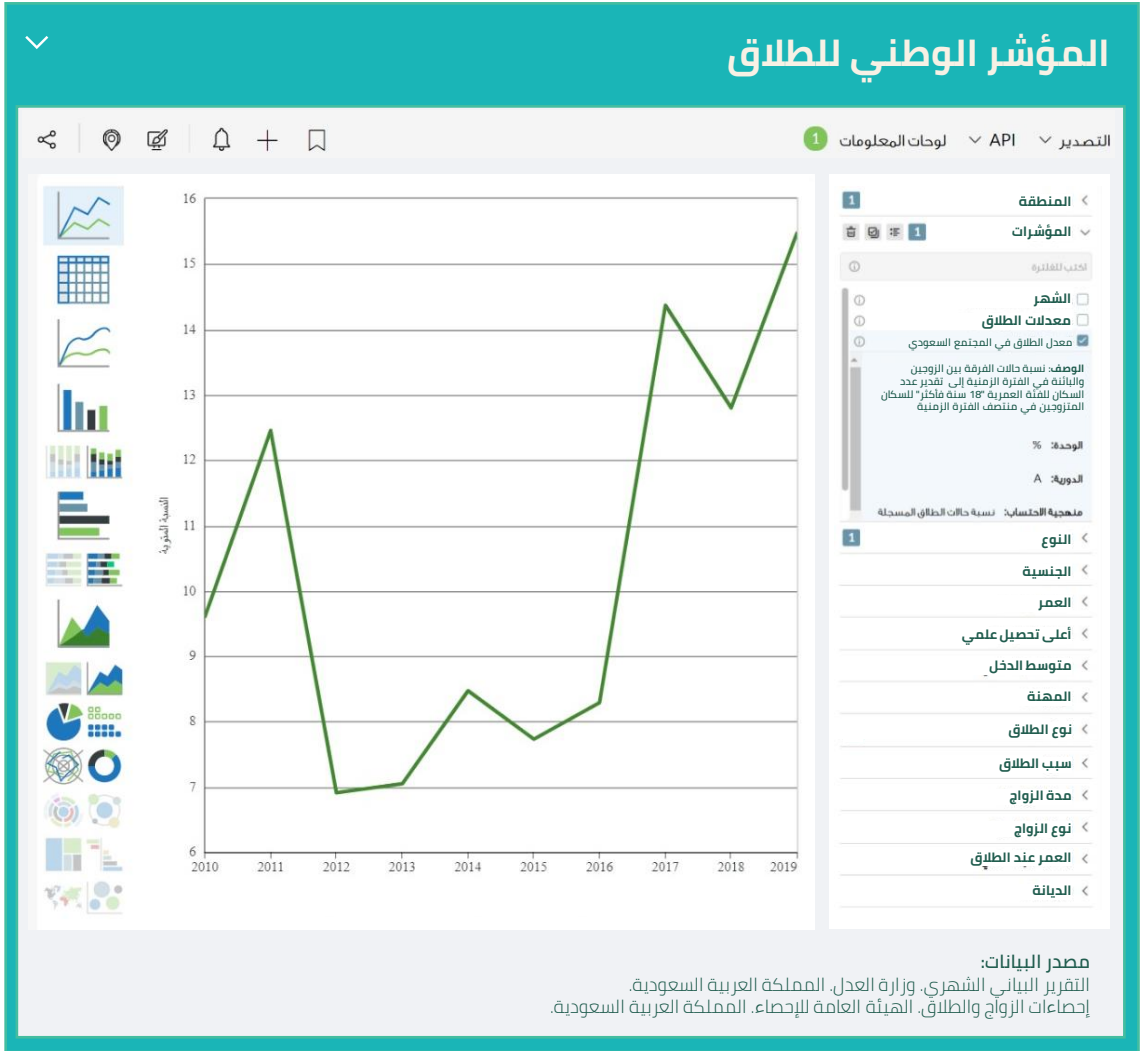 المؤشر الوطني للطلاق
التصدير
API
لوحات المعلومات
1
المنطقة
1
المؤشرات
1
اكتب للفلترة
الشهر
معدلات الطلاق
معدل الطلاق في المجتمع السعودي
الوصف: نسبة حالات الفرقة بين الزوجين
والبائنة في الفترة الزمنية إلى تقدير عدد
السكان للفئة العمرية "18 سنة فأكثر" للسكان
المتزوجين في منتصف الفترة الزمنية
الوحدة: %
الدورية: A
منهجية الاحتساب: نسبة حالات الطلاق المسجلة
النوع
1
الجنسية
العمر
أعلى تحصيل علمي
متوسط الدخل
المهنة
نوع الطلاق
سبب الطلاق
مدة الزواج
نوع الزواج
العمر عند الطلاق
الديانة
النسبة المئوية:
16
15
14
13
12
11
10
9
8
7
6
2010 2011 2012 2013 2014 2015 2016 2017 2018 2019
مصدر البيانات:
التقرير البياني الشهري. وزارة العدل. المملكة العربية السعودية.
إحصاءات الزواج والطلاق. الهيئة العامة للإحصاء. المملكة العربية السعودية.